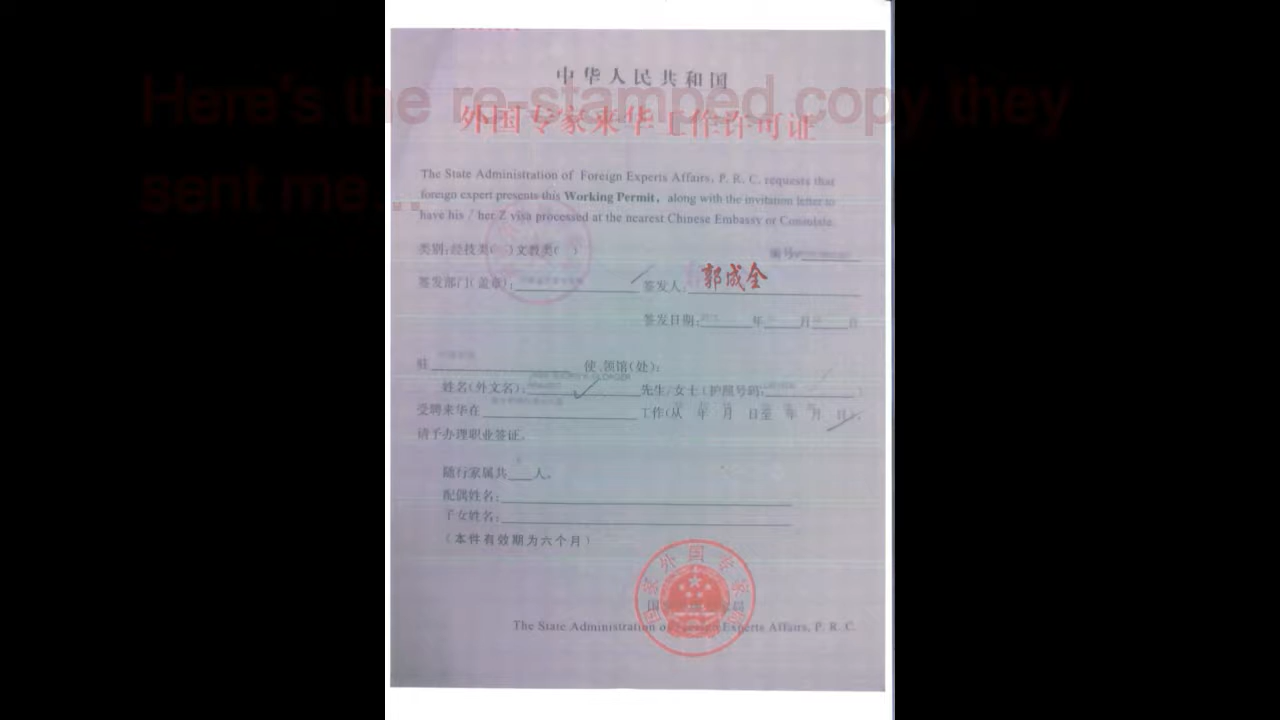 Here's the re-stamped copy they
sent me.
中华人民共和国
外国专家来华工作许可证
The State Administration of Foreign Experts Affairs, P. R. C. requests that
foreign expert presents this Working Permit, along with the invitation letter to
have his / her Z visa processed at the nearest Chinese Embassy or Consulate.
类别:经技类( )文教类( )
编号
签发部门(盖章): 签发人: 郭成全
签发日期: 年 月 日
驻 使、领馆(处):
姓名(外文名): 先生/女士(护照号码: )
受聘来华在 工作(从 年 月 日至 年 月 日),
请予办理职业签证。
随行家属共 人。
配偶姓名:
子女姓名:
(本件有效期为六个月)
国 外国专家局
The State Administration of Foreign Experts Affairs, P. R. C.